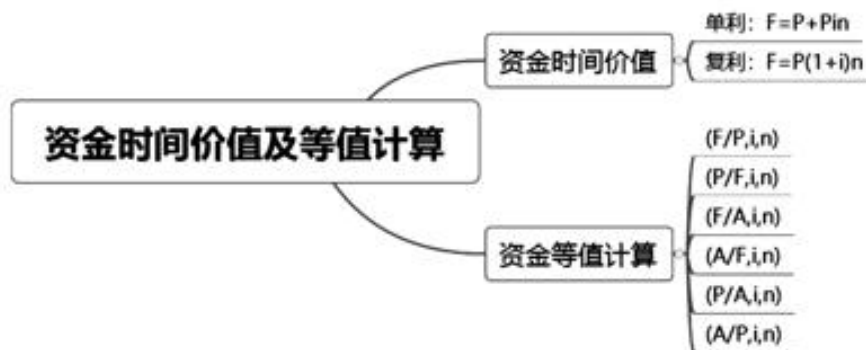 资金时间价值及等值计算
资金时间价值
单利：F=P+Pin
复利：F=P(1+i)n
资金等值计算
(F/P,i,n)
(P/F,i,n)
(F/A,i,n)
(A/F,i,n)
(P/A,i,n)
(A/P,i,n)